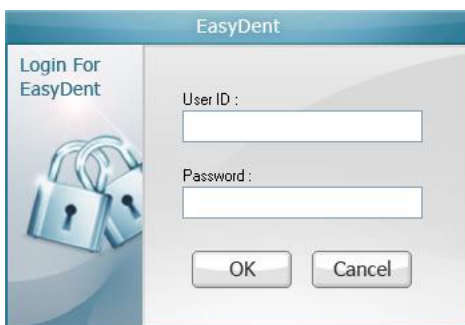 EasyDent
Login For
EasyDent
User ID :
Password :
OK
Cancel